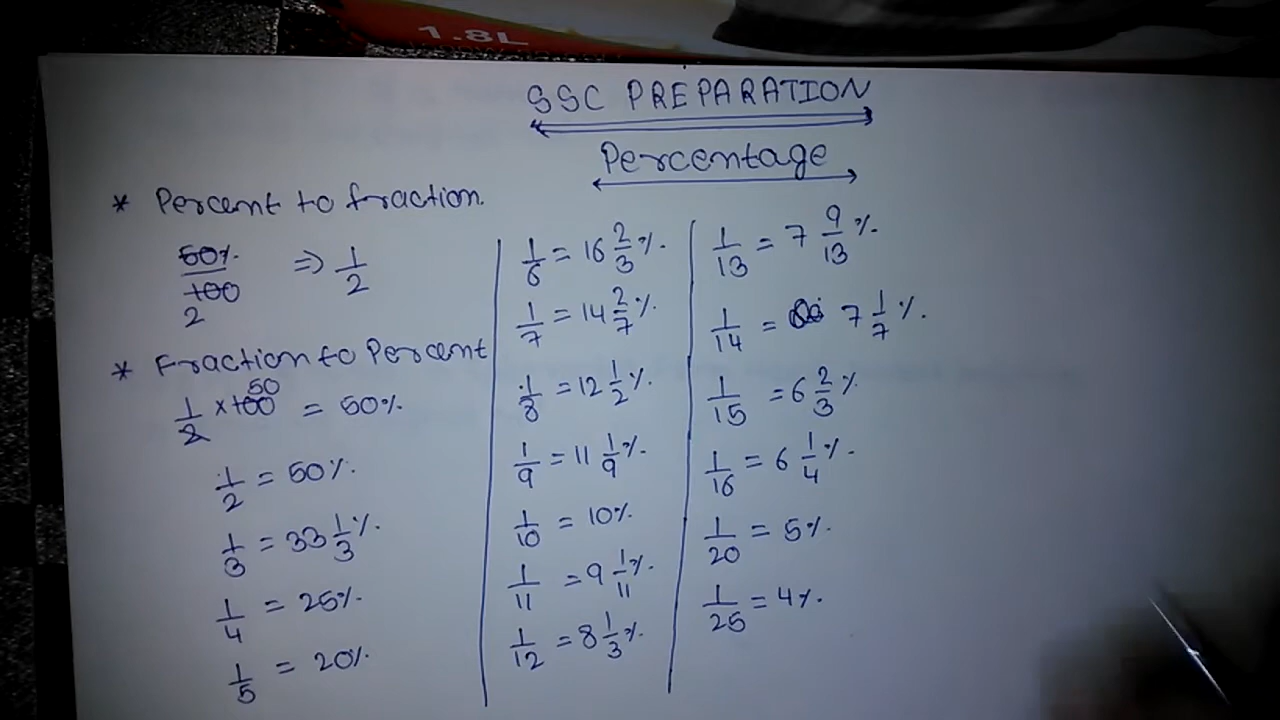 1.8L
SSC PREPARATION
Percentage
* Percent to fraction.
50%/100 2 => 1/2
* Fraction to Percent
1/2 × 100 50 = 50%.
1/2 = 50%.
1/3 = 33 1/3%.
1/4 = 25%.
1/5 = 20%.
1/6 = 16 2/3%.
1/7 = 14 2/7%.
1/8 = 12 1/2%.
1/9 = 11 1/9%.
1/10 = 10%.
1/11 = 9 1/11%.
1/12 = 8 1/3%.
1/13 = 7 9/13%.
1/14 = 7 1/7%.
1/15 = 6 2/3%
1/16 = 6 1/4%.
1/20 = 5%.
1/25 = 4%.